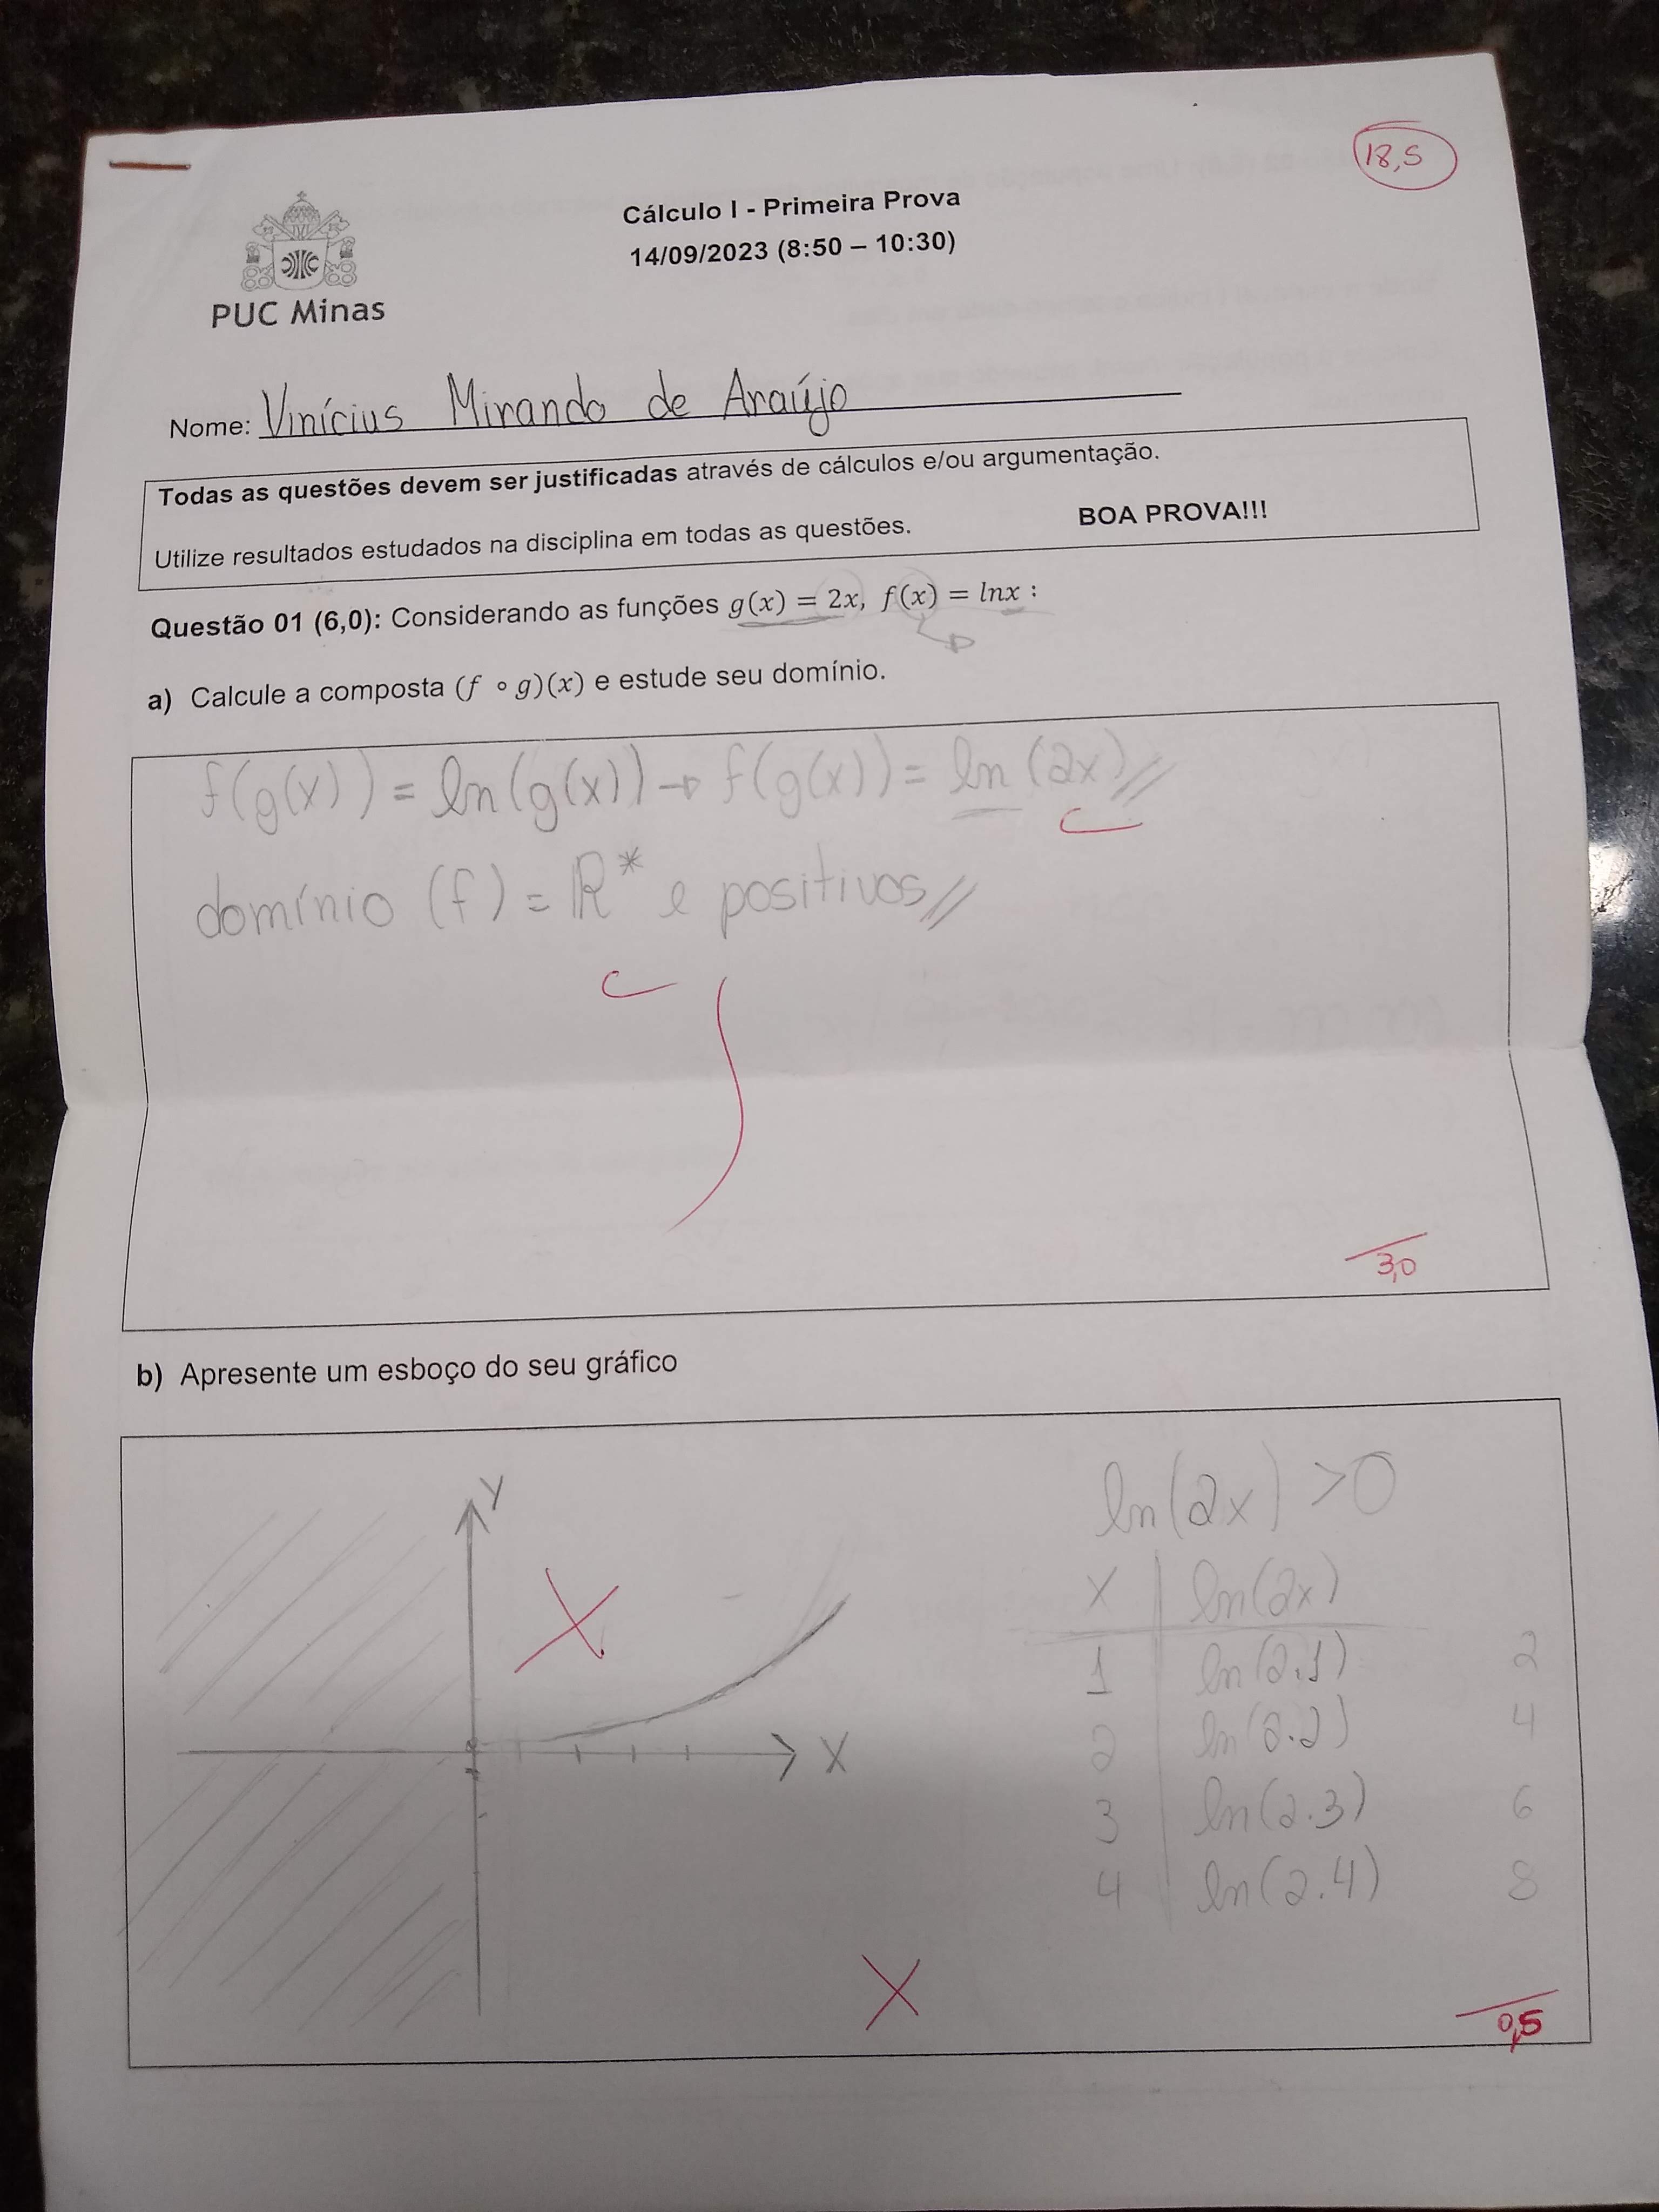 18,5
Cálculo I - Primeira Prova
14/09/2023 (8:50 – 10:30)
PUC Minas
Nome: Vinícius Miranda de Araújo
Todas as questões devem ser justificadas através de cálculos e/ou argumentação.
Utilize resultados estudados na disciplina em todas as questões. BOA PROVA!!!
Questão 01 (6,0): Considerando as funções g(x) = 2x, f(x) = lnx :
a) Calcule a composta (f ∘ g)(x) e estude seu domínio.
f(g(x)) = ln(g(x)) → f(g(x)) = ln(2x)//
domínio (f) = ℝ* e positivos//
3,0
b) Apresente um esboço do seu gráfico
y
x
ln(2x) >0
x | ln(2x)
1 | ln(2.1) 2
2 | ln(2.2) 4
3 | ln(2.3) 6
4 | ln(2.4) 8
0,5